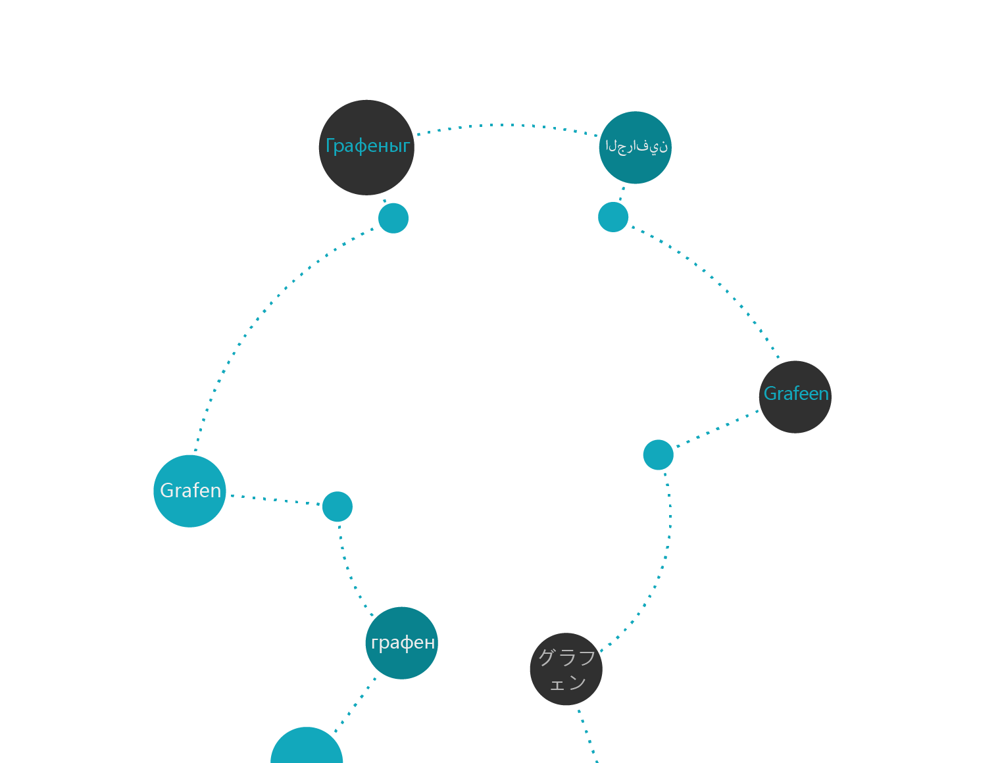 Графеныг
الجرافين
Grafeen
Grafen
графен
グラフ
ェン